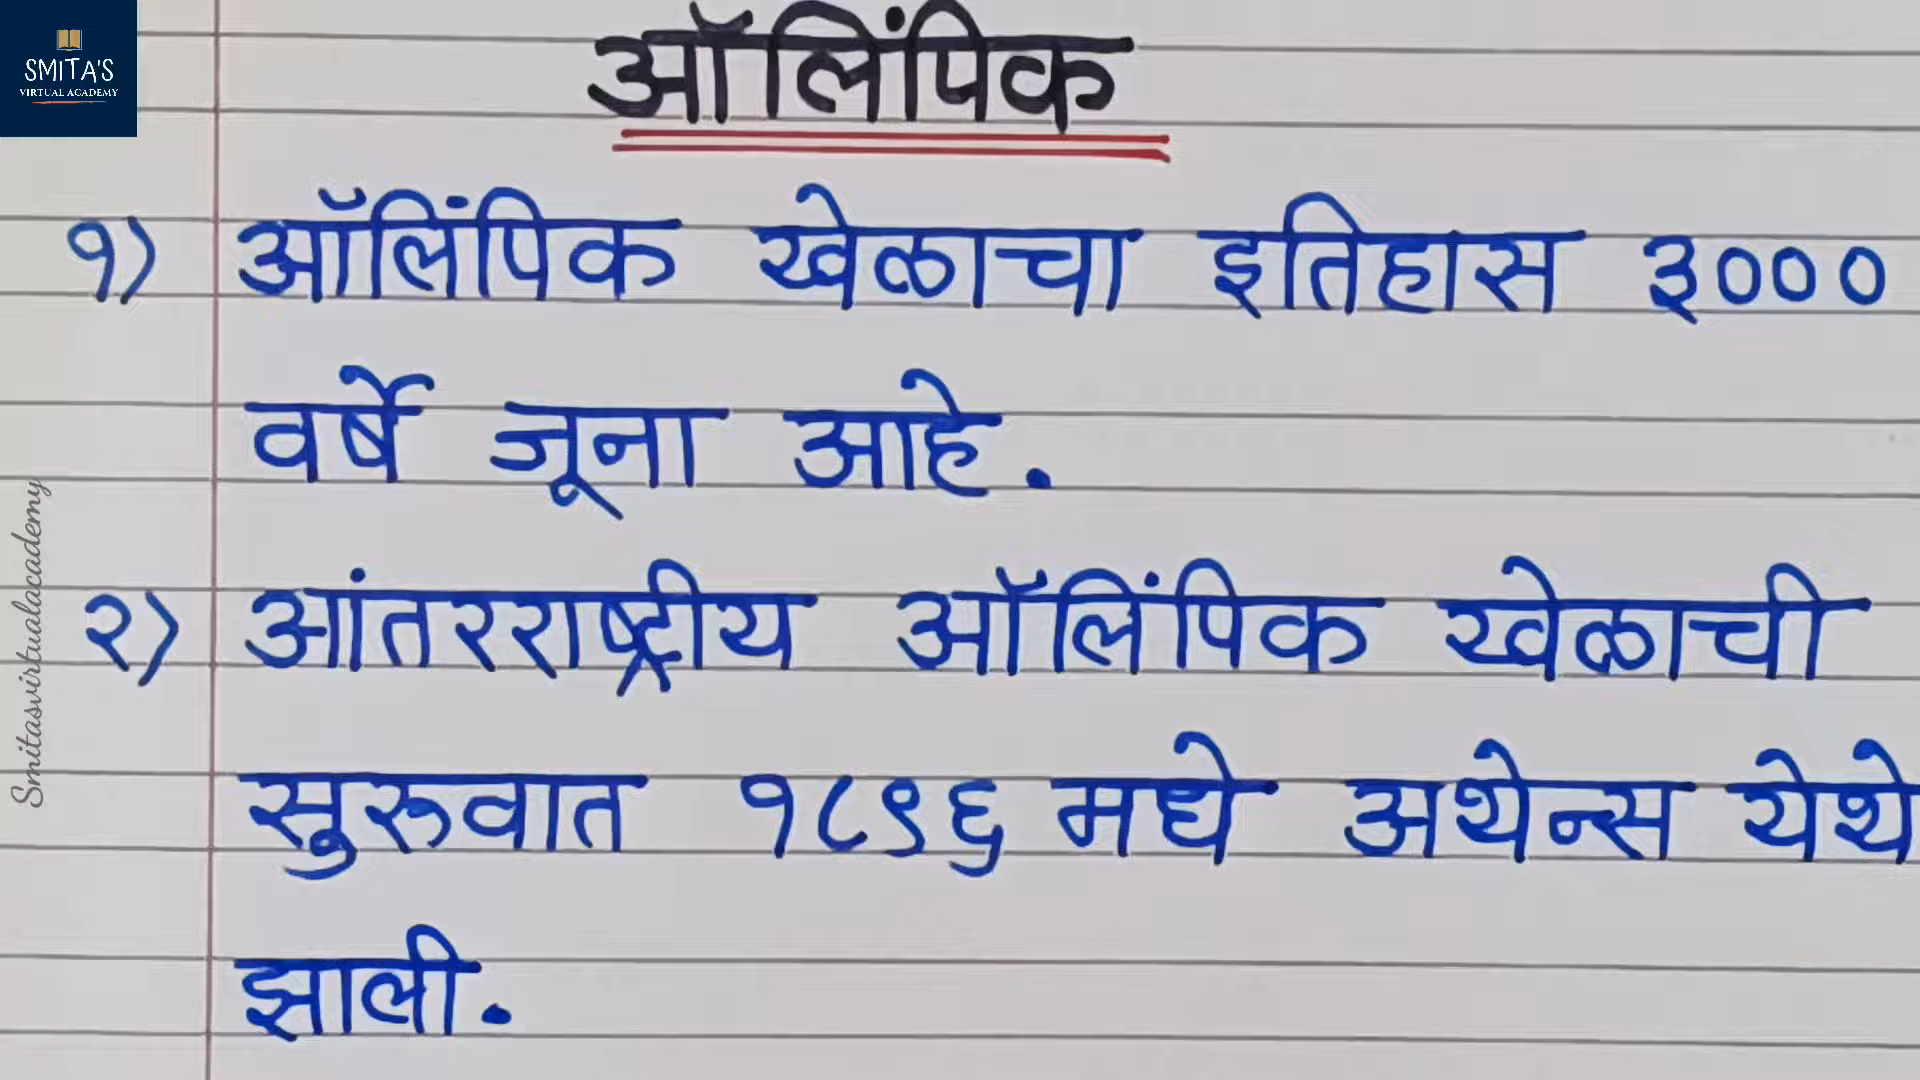 SMITA'S
VIRTUAL ACADEMY
ऑलिंपिक
१) ऑलिंपिक खेळाचा इतिहास ३०००
वर्षे जूना आहे.
२) आंतरराष्ट्रीय ऑलिंपिक खेळाची
सुरुवात १८९६ मधे अथेन्स येथे
झाली.
Smitasvirtualacademy